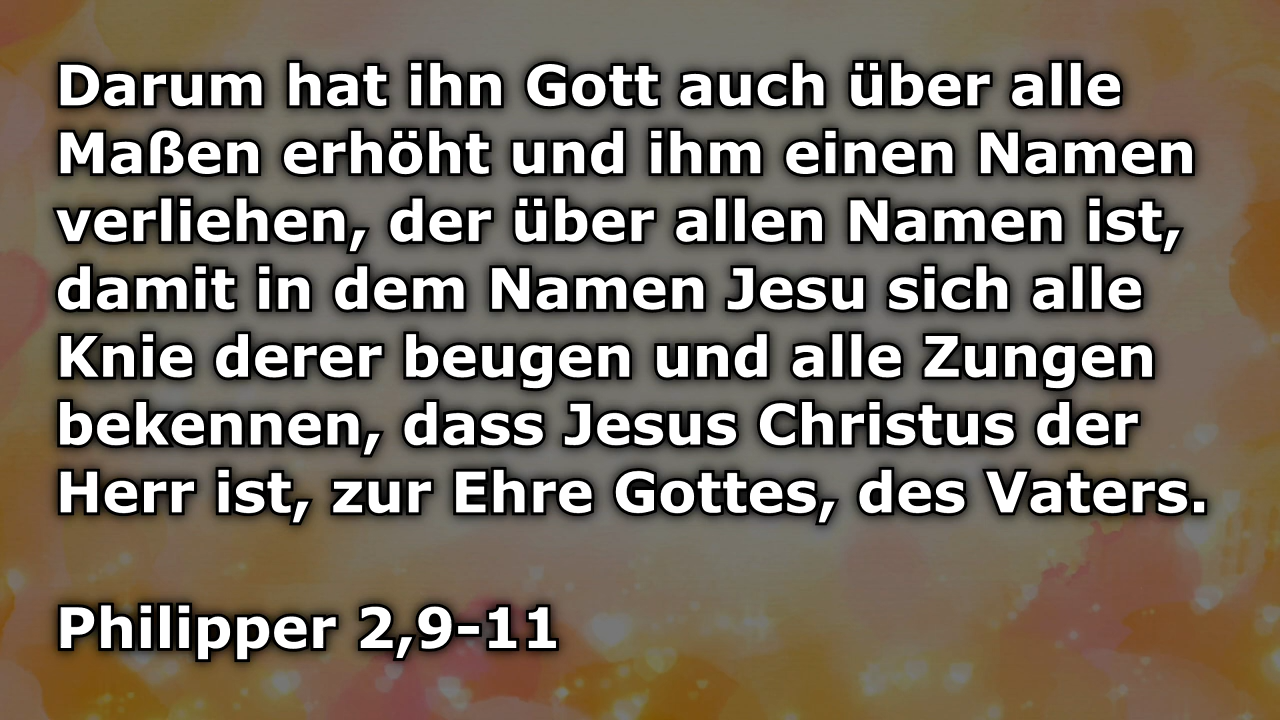 Darum hat ihn Gott auch über alle
Maßen erhöht und ihm einen Namen
verliehen, der über allen Namen ist,
damit in dem Namen Jesu sich alle
Knie derer beugen und alle Zungen
bekennen, dass Jesus Christus der
Herr ist, zur Ehre Gottes, des Vaters.
Philipper 2,9-11